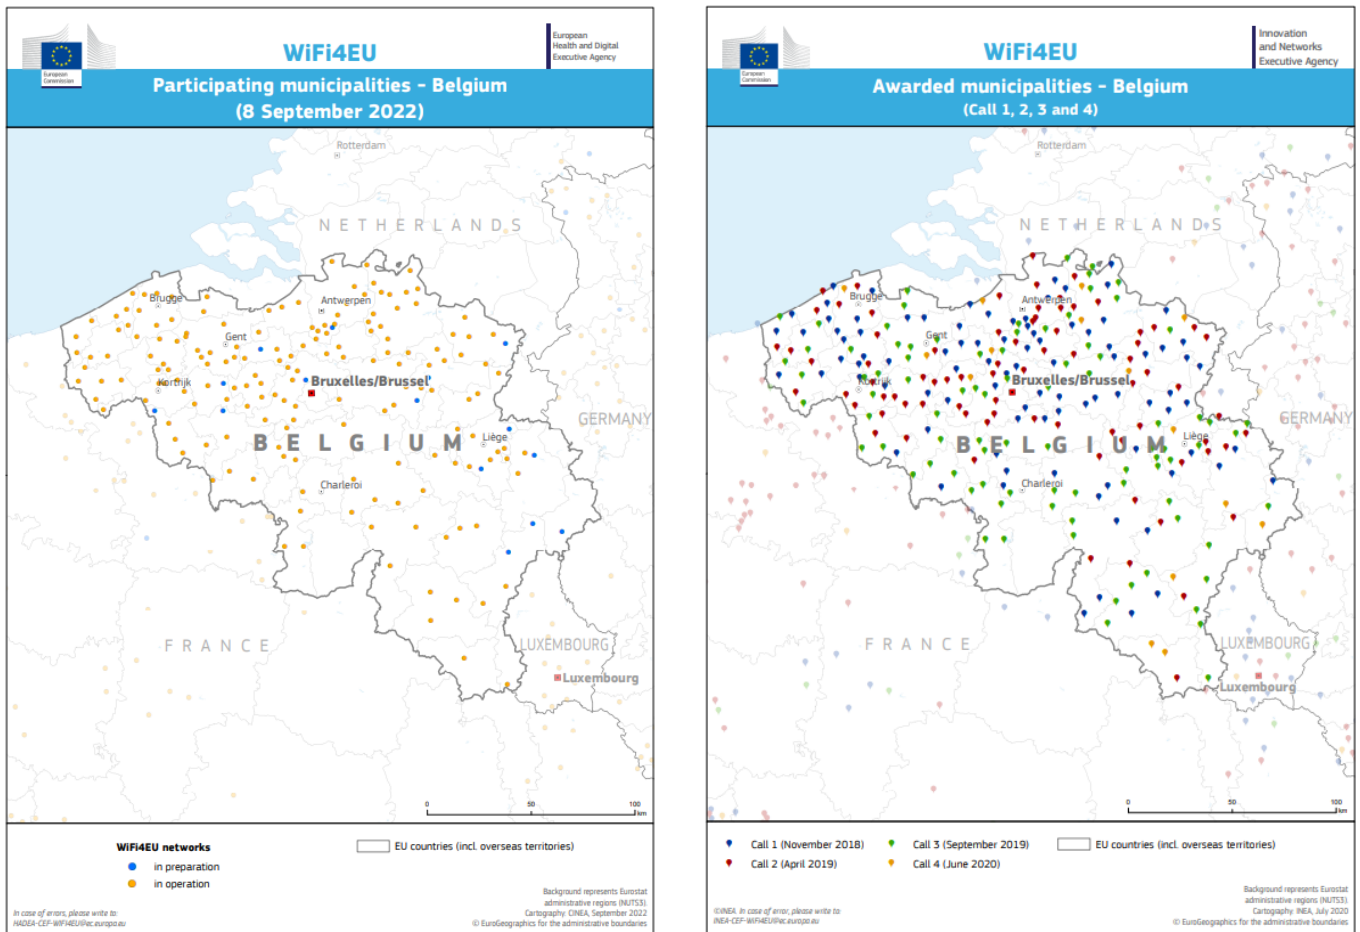 European
Commission
WiFi4EU
European
Health and Digital
Executive Agency
Participating municipalities - Belgium
(8 September 2022)
Rotterdam
NETHERLANDS
Brugge
Antwerpen
Gent
Kortrijk
Bruxelles/Brussel
GERMANY
BELGIUM
Liège
Charleroi
FRANCE
LUXEMBOURG
Luxembourg
0 50 100
km
WiFi4EU networks
in preparation
in operation
EU countries (incl. overseas territories)
In case of errors, please write to:
HADEA-CEF-WIFI4EU@ec.europa.eu
Background represents Eurostat
administrative regions (NUTS3).
Cartography: CINEA, September 2022
© EuroGeographics for the administrative boundaries
European
Commission
WiFi4EU
Innovation
and Networks
Executive Agency
Awarded municipalities - Belgium
(Call 1, 2, 3 and 4)
Rotterdam
NETHERLANDS
Brugge
Antwerpen
Gent
Kortrijk
Bruxelles/Brussel
GERMANY
BELGIUM
Liège
Charleroi
FRANCE
LUXEMBOURG
Luxembourg
0 50 100
km
Call 1 (November 2018)
Call 2 (April 2019)
Call 3 (September 2019)
Call 4 (June 2020)
EU countries (incl. overseas territories)
©INEA. In case of error, please write to:
INEA-CEF-WIFI4EU@ec.europa.eu
Background represents Eurostat
administrative regions (NUTS3).
Cartography: INEA, July 2020
© EuroGeographics for the administrative boundaries